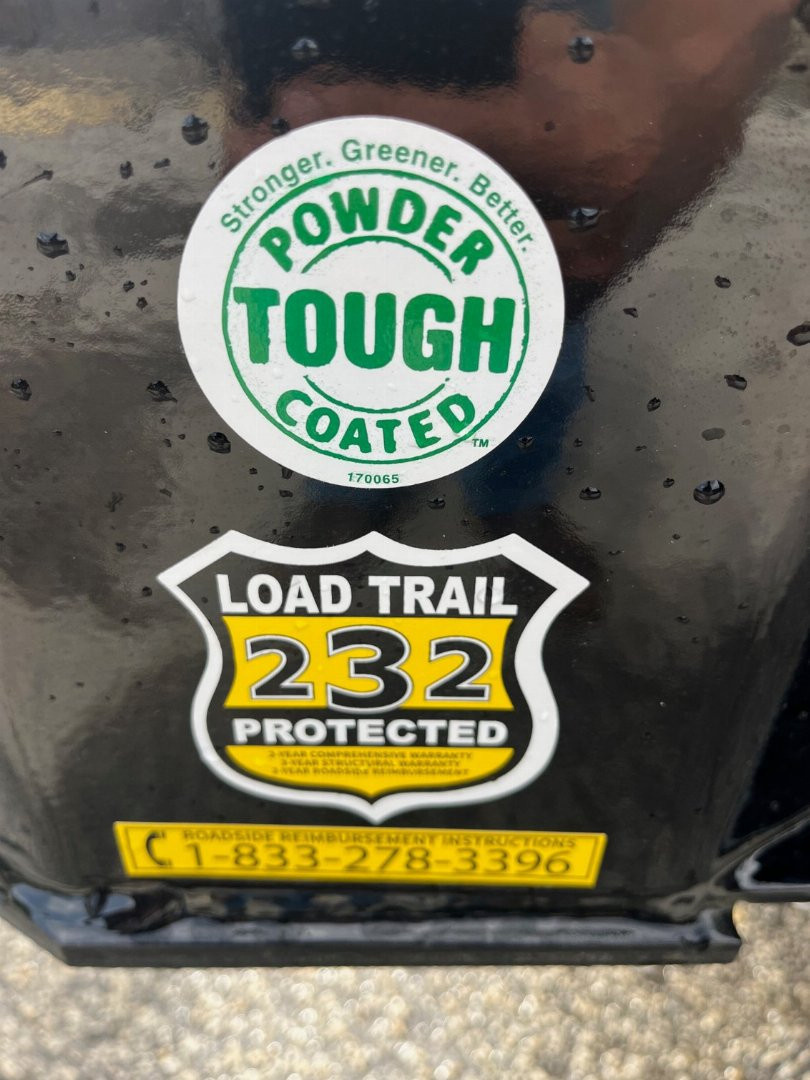 Stronger. Greener. Better.
POWDER
TOUGH
COATED
TM
170065
LOAD TRAIL
232
PROTECTED
2-YEAR COMPREHENSIVE WARRANTY
3-YEAR STRUCTURAL WARRANTY
2-YEAR ROADSIDE REIMBURSEMENT
ROADSIDE REIMBURSEMENT INSTRUCTIONS
1-833-278-3396